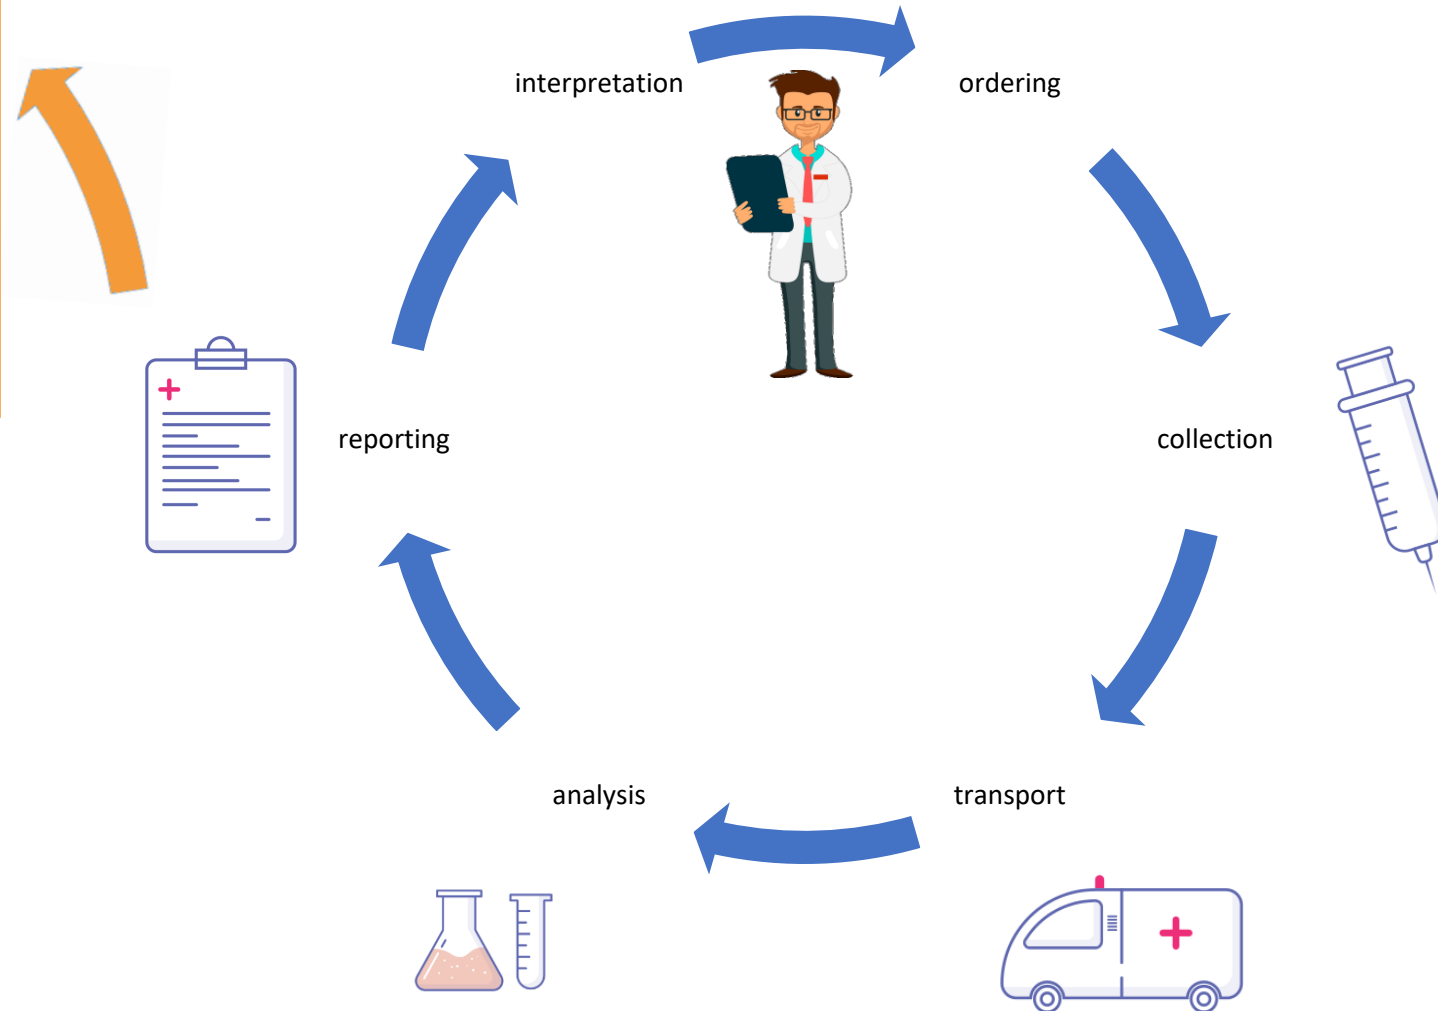 interpretation
ordering
reporting
collection
analysis
transport